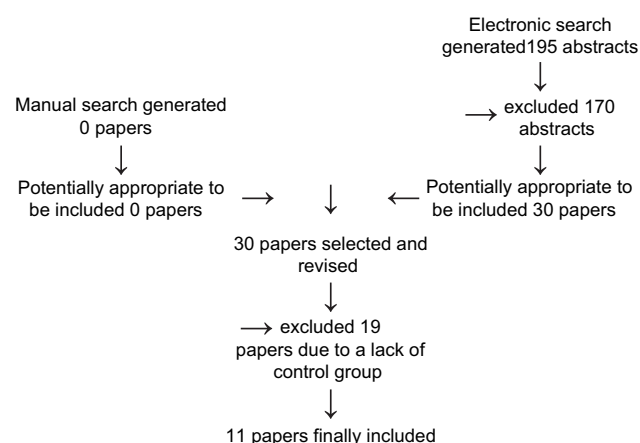 Electronic search
generated195 abstracts
Manual search generated
0 papers
excluded 170
abstracts
Potentially appropriate to
be included 0 papers
Potentially appropriate to
be included 30 papers
30 papers selected and
revised
excluded 19
papers due to a lack of
control group
11 papers finally included